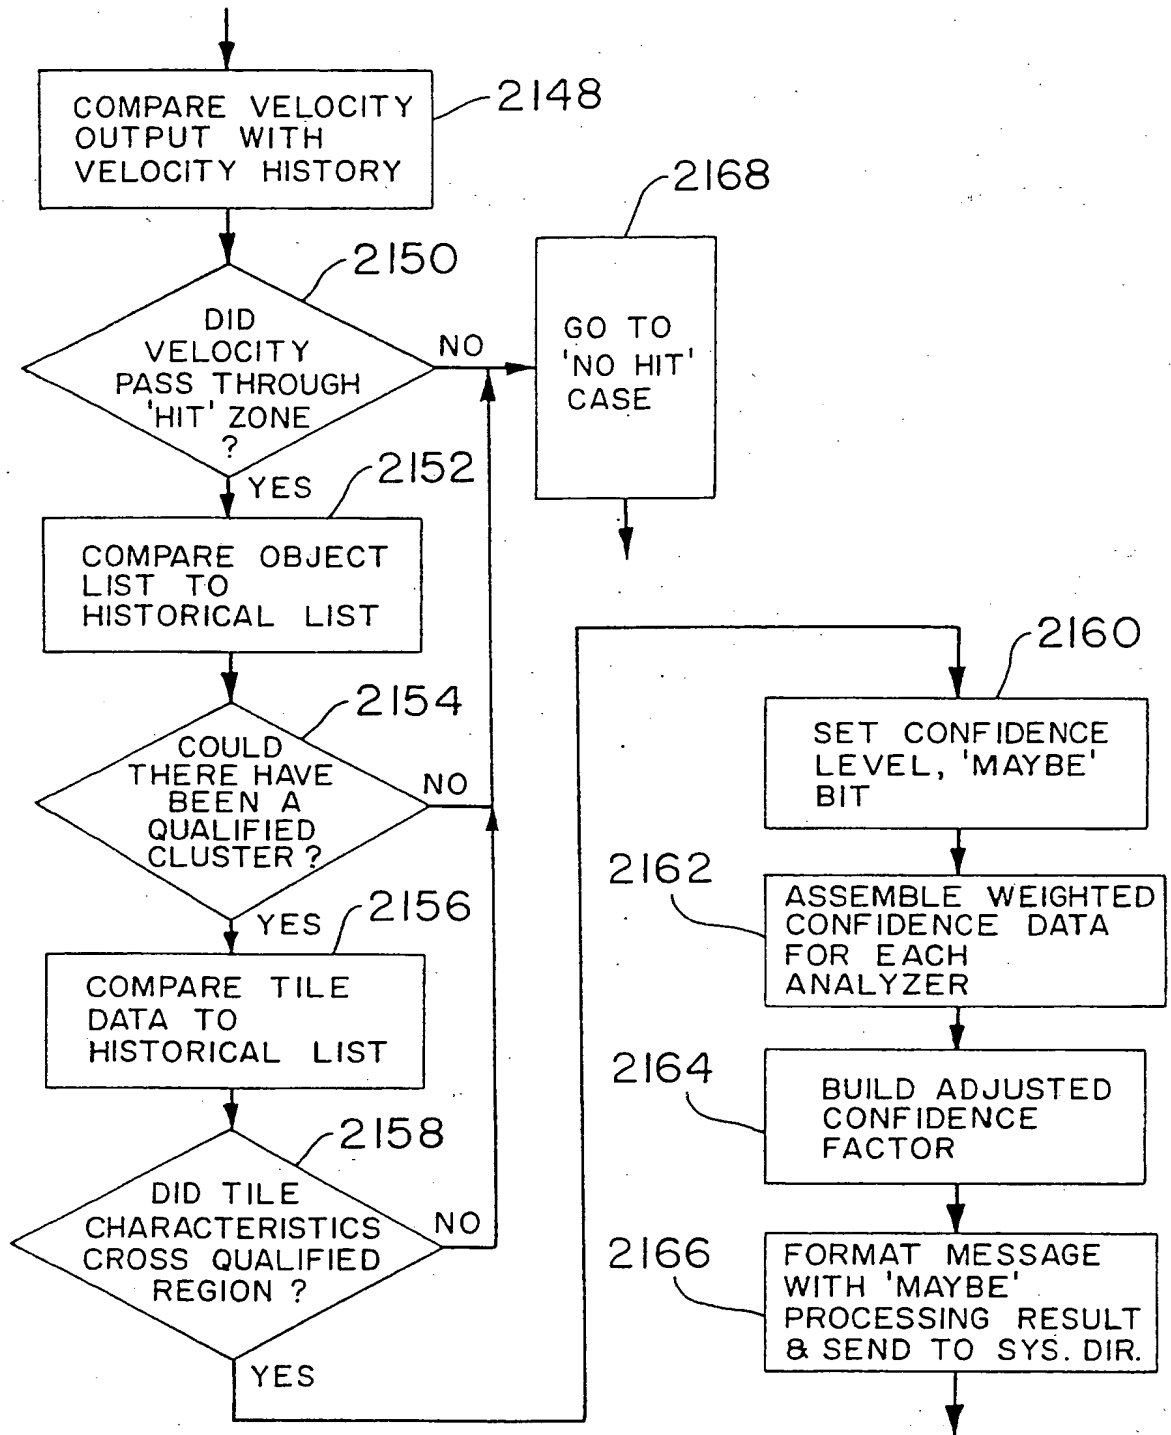 2148
COMPARE VELOCITY
OUTPUT WITH
VELOCITY HISTORY
2168
GO TO
'NO HIT'
CASE
2150
DID
VELOCITY
PASS THROUGH
'HIT' ZONE
?
NO
YES
2152
COMPARE OBJECT
LIST TO
HISTORICAL LIST
2154
COULD
THERE HAVE
BEEN A
QUALIFIED
CLUSTER?
NO
YES
2156
COMPARE TILE
DATA TO
HISTORICAL LIST
2158
DID TILE
CHARACTERISTICS
CROSS QUALIFIED
REGION ?
NO
YES
2160
SET CONFIDENCE
LEVEL, 'MAYBE'
BIT
2162
ASSEMBLE WEIGHTED
CONFIDENCE DATA
FOR EACH
ANALYZER
2164
BUILD ADJUSTED
CONFIDENCE
FACTOR
2166
FORMAT MESSAGE
WITH 'MAYBE'
PROCESSING RESULT
& SEND TO SYS. DIR.